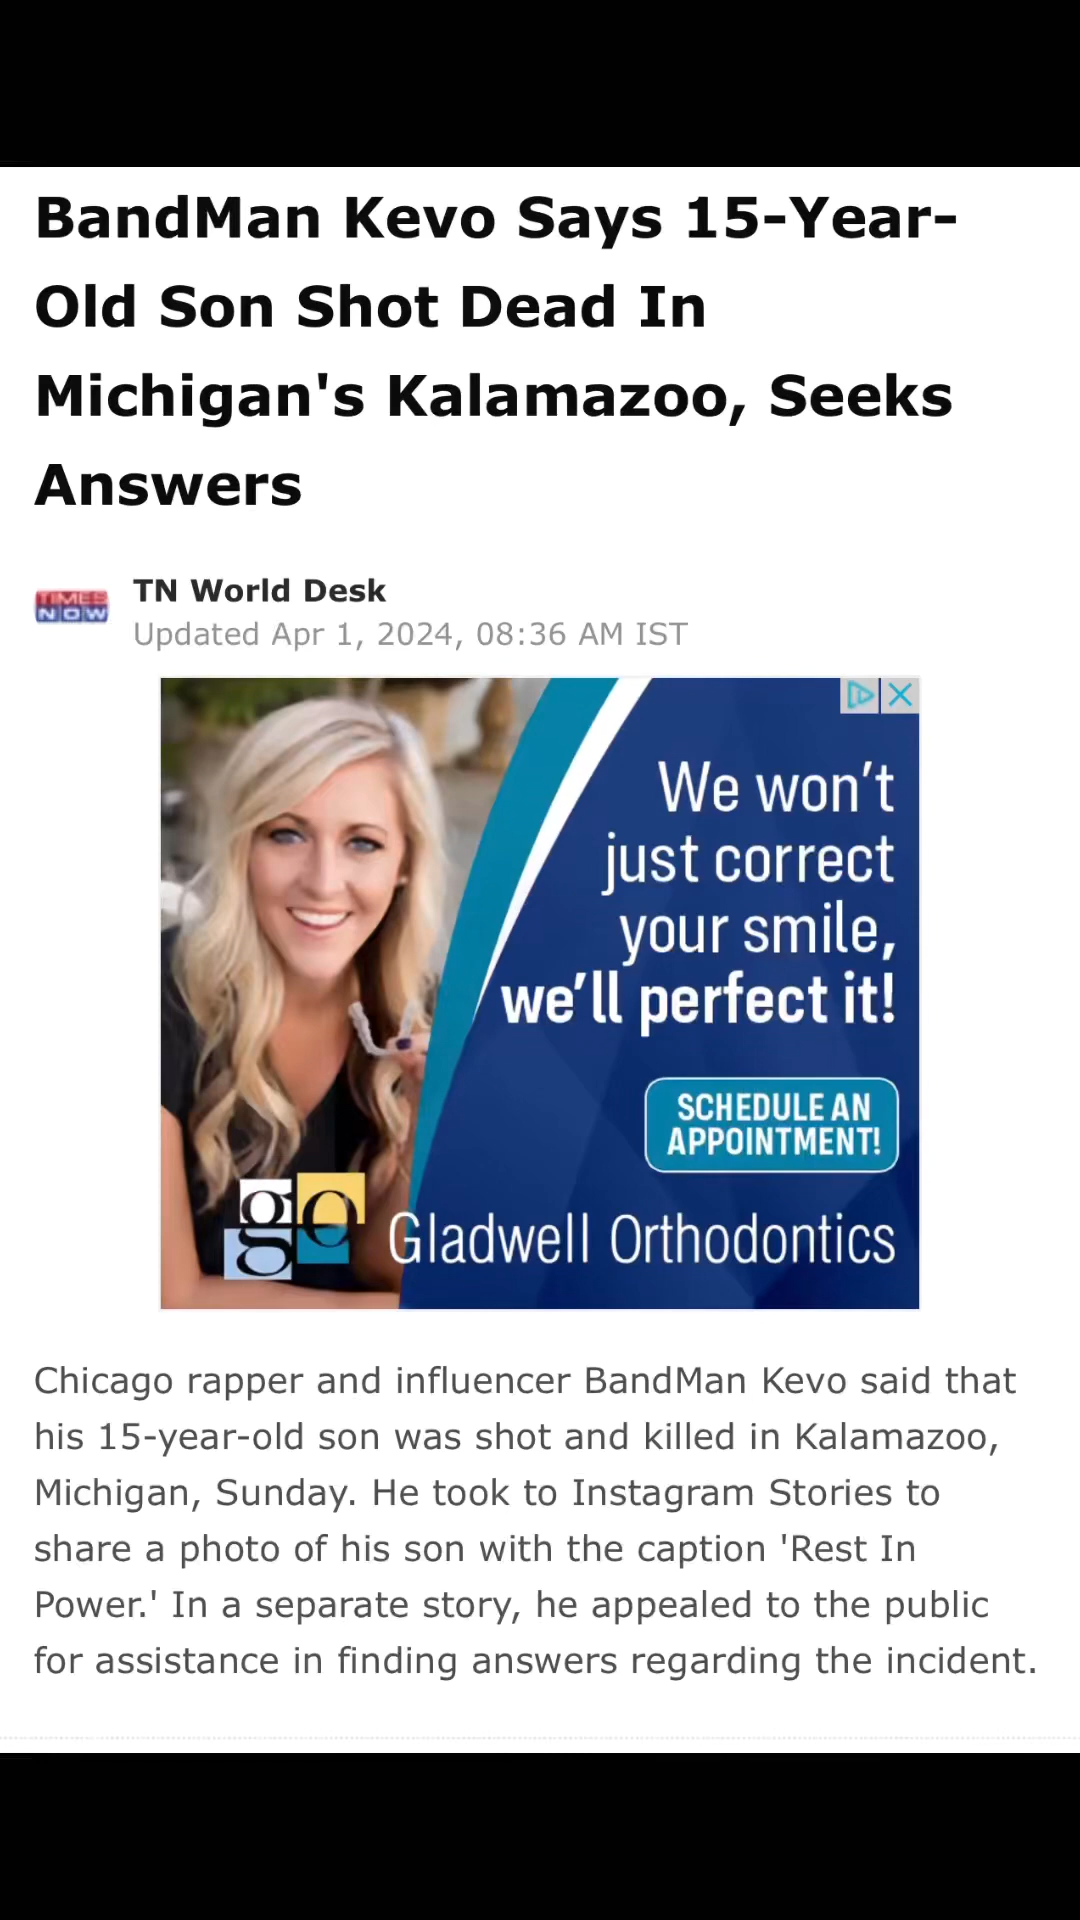 BandMan Kevo Says 15-Year-
Old Son Shot Dead In
Michigan's Kalamazoo, Seeks
Answers
TIMES
NOW
TN World Desk
Updated Apr 1, 2024, 08:36 AM IST
We won't
just correct
your smile,
we'll perfect it!
SCHEDULE AN
APPOINTMENT!
go
Gladwell Orthodontics
Chicago rapper and influencer BandMan Kevo said that
his 15-year-old son was shot and killed in Kalamazoo,
Michigan, Sunday. He took to Instagram Stories to
share a photo of his son with the caption 'Rest In
Power.' In a separate story, he appealed to the public
for assistance in finding answers regarding the incident.